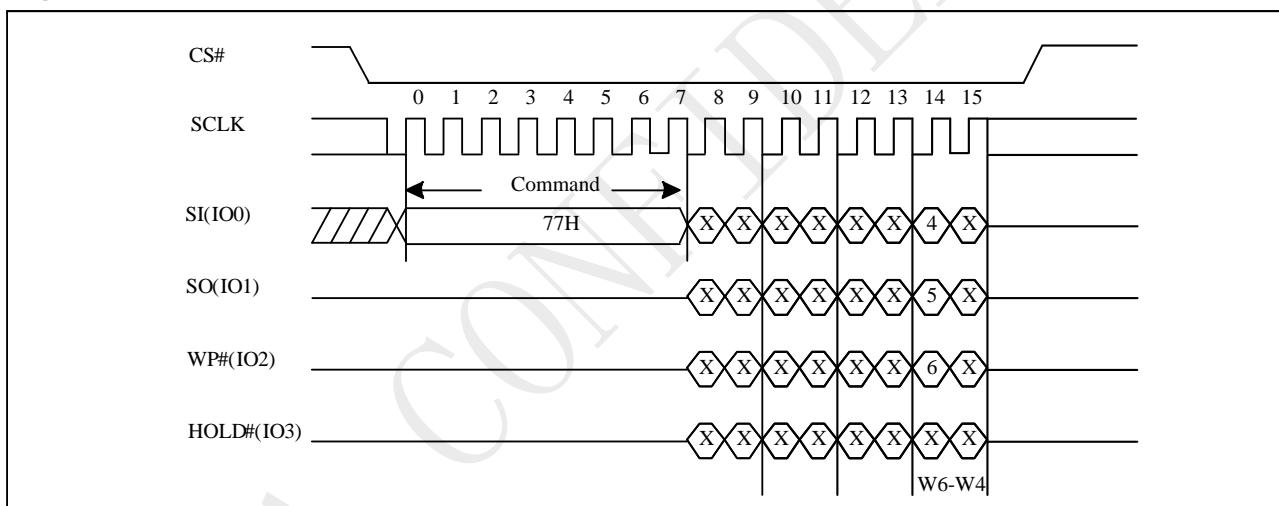 CS#
0 1 2 3 4 5 6 7 8 9 10 11 12 13 14 15
SCLK
Command
SI(IO0) 77H X X X X X X 4 X
SO(IO1) X X X X X X 5 X
WP#(IO2) X X X X X X 6 X
HOLD#(IO3) X X X X X X X X
W6-W4